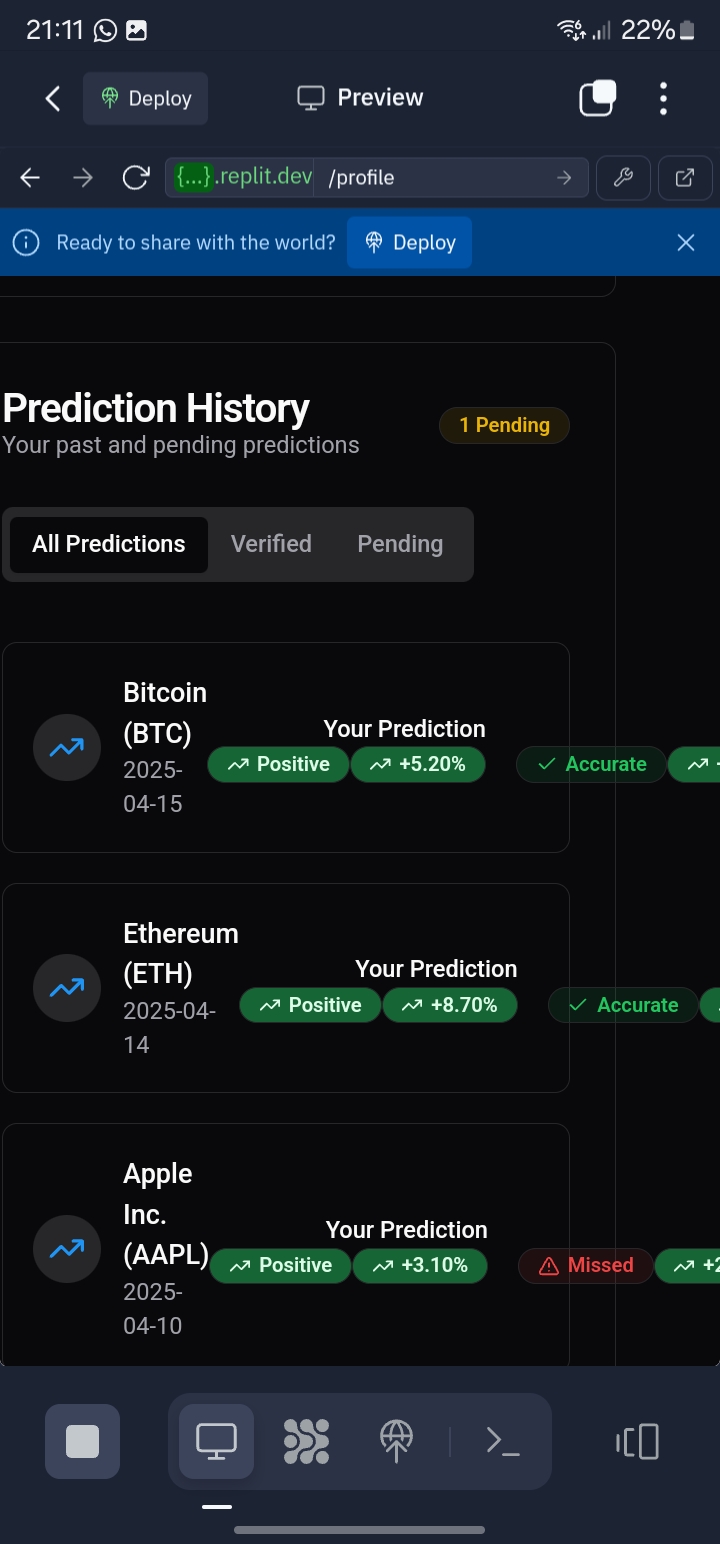 21:11 22%
Deploy Preview
{...}.replit.dev /profile
Ready to share with the world? Deploy
Prediction History
1 Pending
Your past and pending predictions
All Predictions Verified Pending
Bitcoin
(BTC)
2025-
04-15
Your Prediction
Positive +5.20% Accurate
Ethereum
(ETH)
2025-04-
14
Your Prediction
Positive +8.70% Accurate
Apple
Inc.
(AAPL)
2025-
04-10
Your Prediction
Positive +3.10% Missed +2